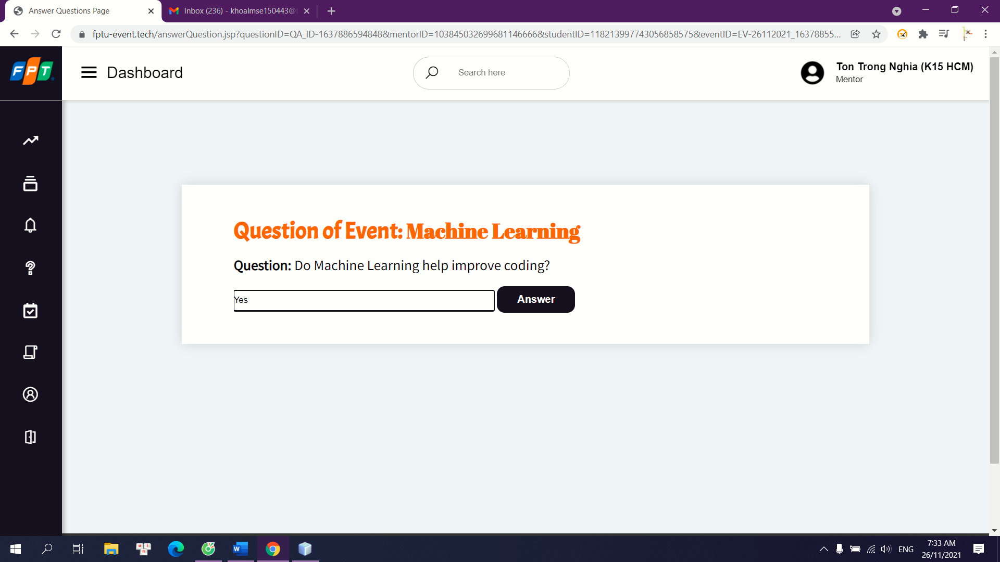 Answer Questions Page
Inbox (236) - khoalmse150443@
fptu-event.tech/answerQuestion.jsp?questionID=QA_ID-1637886594848&mentorID=103845032699681146666&studentID=118213997743056858575&eventID=EV-26112021_16378855...
FPT
Dashboard
Search here
Ton Trong Nghia (K15 HCM)
Mentor
Question of Event: Machine Learning
Question: Do Machine Learning help improve coding?
Yes
Answer
ENG
7:33 AM
26/11/2021